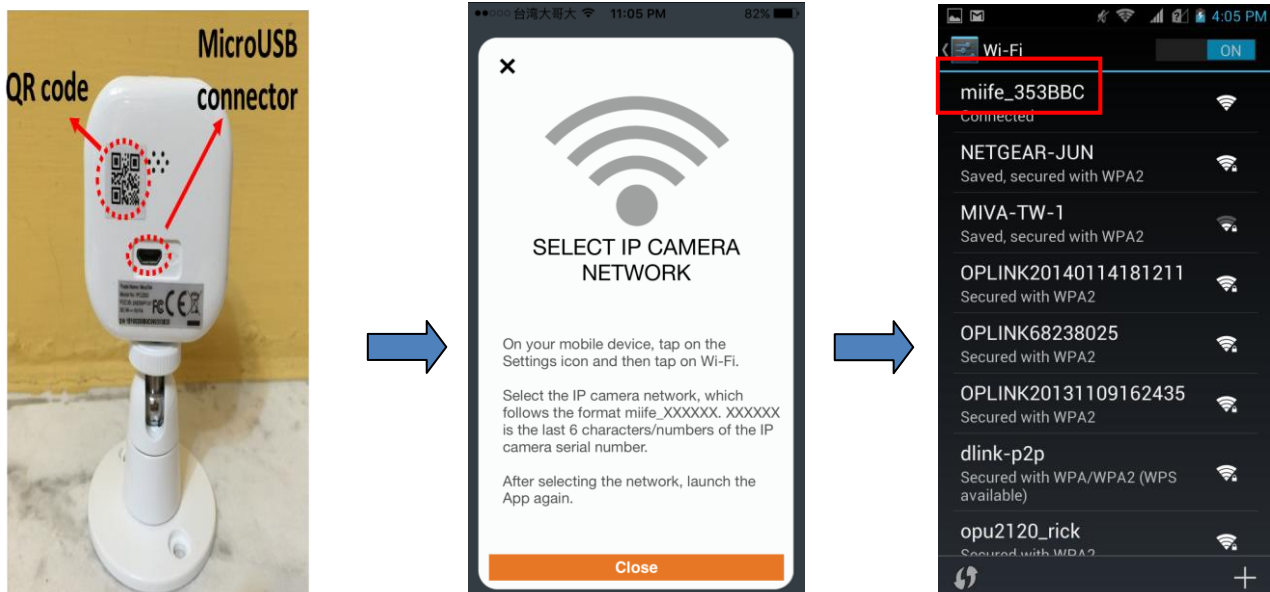 QR code
MicroUSB
connector
台湾大哥大 11:05 PM 82%
×
SELECT IP CAMERA
NETWORK
On your mobile device, tap on the
Settings icon and then tap on Wi-Fi.
Select the IP camera network, which
follows the format miife_XXXXXX. XXXXXX
is the last 6 characters/numbers of the IP
camera serial number.
After selecting the network, launch the
App again.
Close
4:05 PM
Wi-Fi ON
miife_353BBC
Connected
NETGEAR-JUN
Saved, secured with WPA2
MIVA-TW-1
Saved, secured with WPA2
OPLINK20140114181211
Secured with WPA2
OPLINK68238025
Secured with WPA2
OPLINK20131109162435
Secured with WPA2
dlink-p2p
Secured with WPA/WPA2 (WPS
available)
opu2120_rick
Secured with WPA2